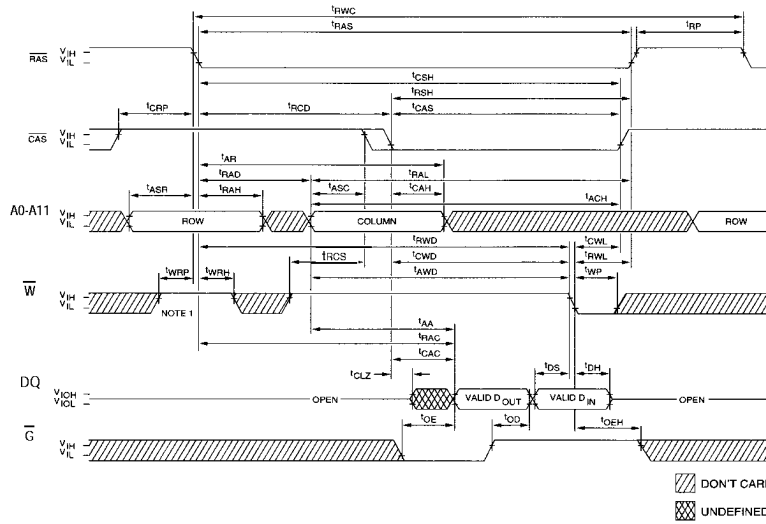 tRWC
tRAS
tRP
RAS
VIH
VIL
tCSH
tRSH
tCRP
tRCD
tCAS
CAS
VIH
VIL
tAR
tRAD
tRAL
tASR
tRAH
tASC
tCAH
tACH
A0-A11
VIH
VIL
ROW
COLUMN
ROW
tRWD
tCWL
tRCS
tCWD
tRWL
tWRP
tWRH
tAWD
tWP
W
VIH
VIL
NOTE 1
tAA
tRAC
tCAC
tCLZ
tDS
tDH
DQ
VIOH
VIOL
OPEN
VALID DOUT
VALID DIN
OPEN
tOE
tOD
tOEH
G
VIH
VIL
DON'T CARE
UNDEFINED